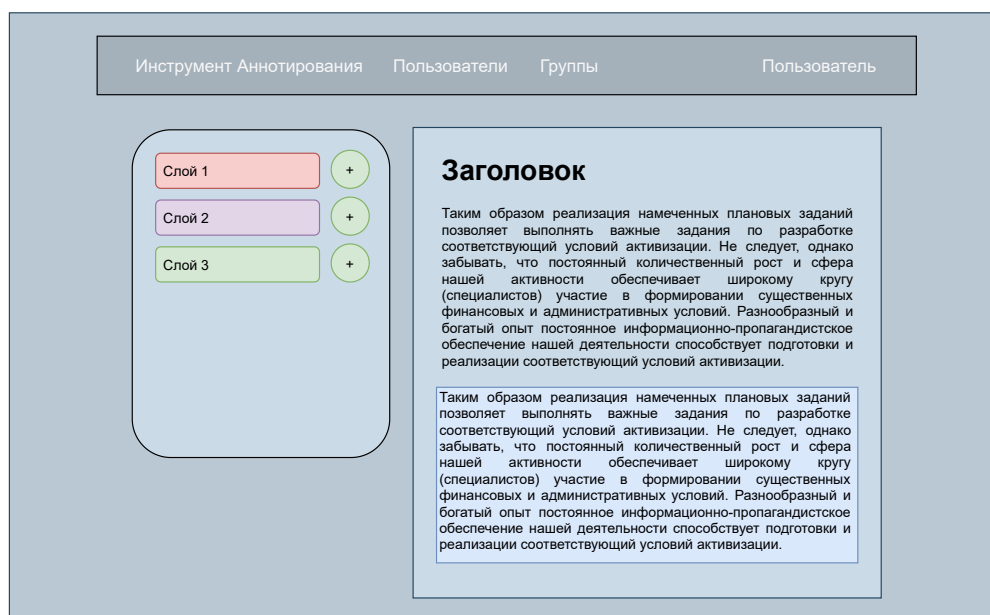 Инструмент Аннотирования Пользователи Группы Пользователь
Слой 1 +
Слой 2 +
Слой 3 +
Заголовок
Таким образом реализация намеченных плановых заданий
позволяет выполнять важные задания по разработке
соответствующий условий активизации. Не следует, однако
забывать, что постоянный количественный рост и сфера
нашей активности обеспечивает широкому кругу
(специалистов) участие в формировании существенных
финансовых и административных условий. Разнообразный и
богатый опыт постоянное информационно-пропагандистское
обеспечение нашей деятельности способствует подготовки и
реализации соответствующий условий активизации.
Таким образом реализация намеченных плановых заданий
позволяет выполнять важные задания по разработке
соответствующий условий активизации. Не следует, однако
забывать, что постоянный количественный рост и сфера
нашей активности обеспечивает широкому кругу
(специалистов) участие в формировании существенных
финансовых и административных условий. Разнообразный и
богатый опыт постоянное информационно-пропагандистское
обеспечение нашей деятельности способствует подготовки и
реализации соответствующий условий активизации.